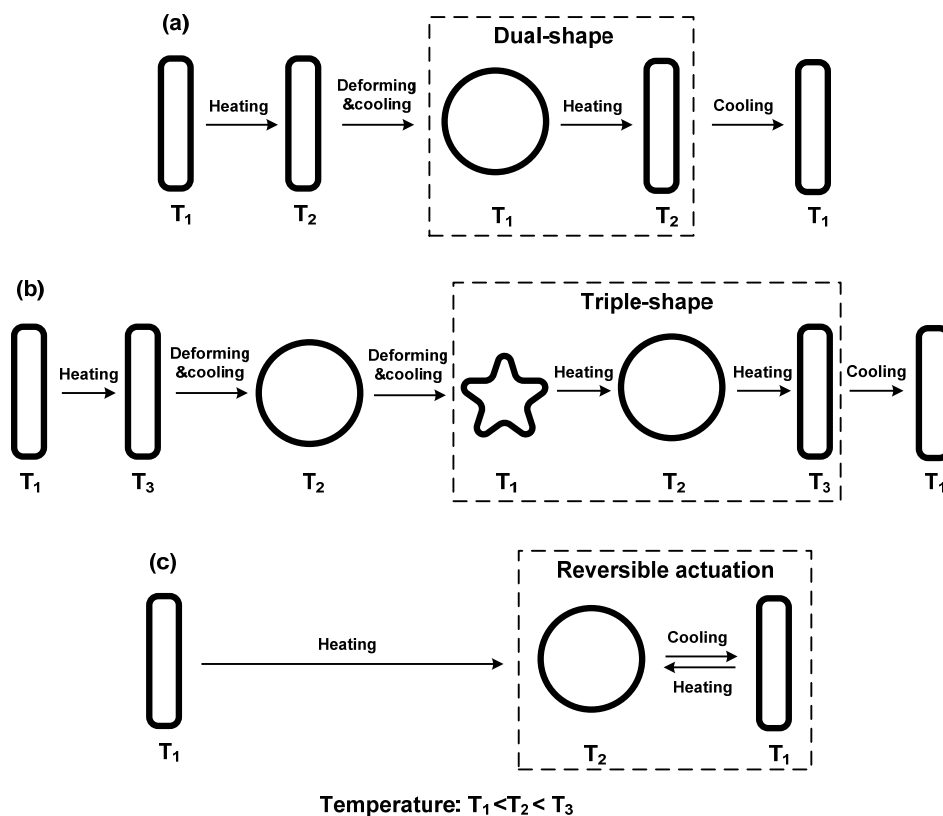 (a)
Dual-shape
Heating
Deforming
&cooling
Heating
Cooling
T₁
T₂
T₁
T₂
T₁
(b)
Triple-shape
Heating
Deforming
&cooling
Deforming
&cooling
Heating
Heating
Cooling
T₁
T₃
T₂
T₁
T₂
T₃
T₁
(c)
Reversible actuation
Heating
Cooling
Heating
T₁
T₂
T₁
Temperature: T₁ <T₂ < T₃